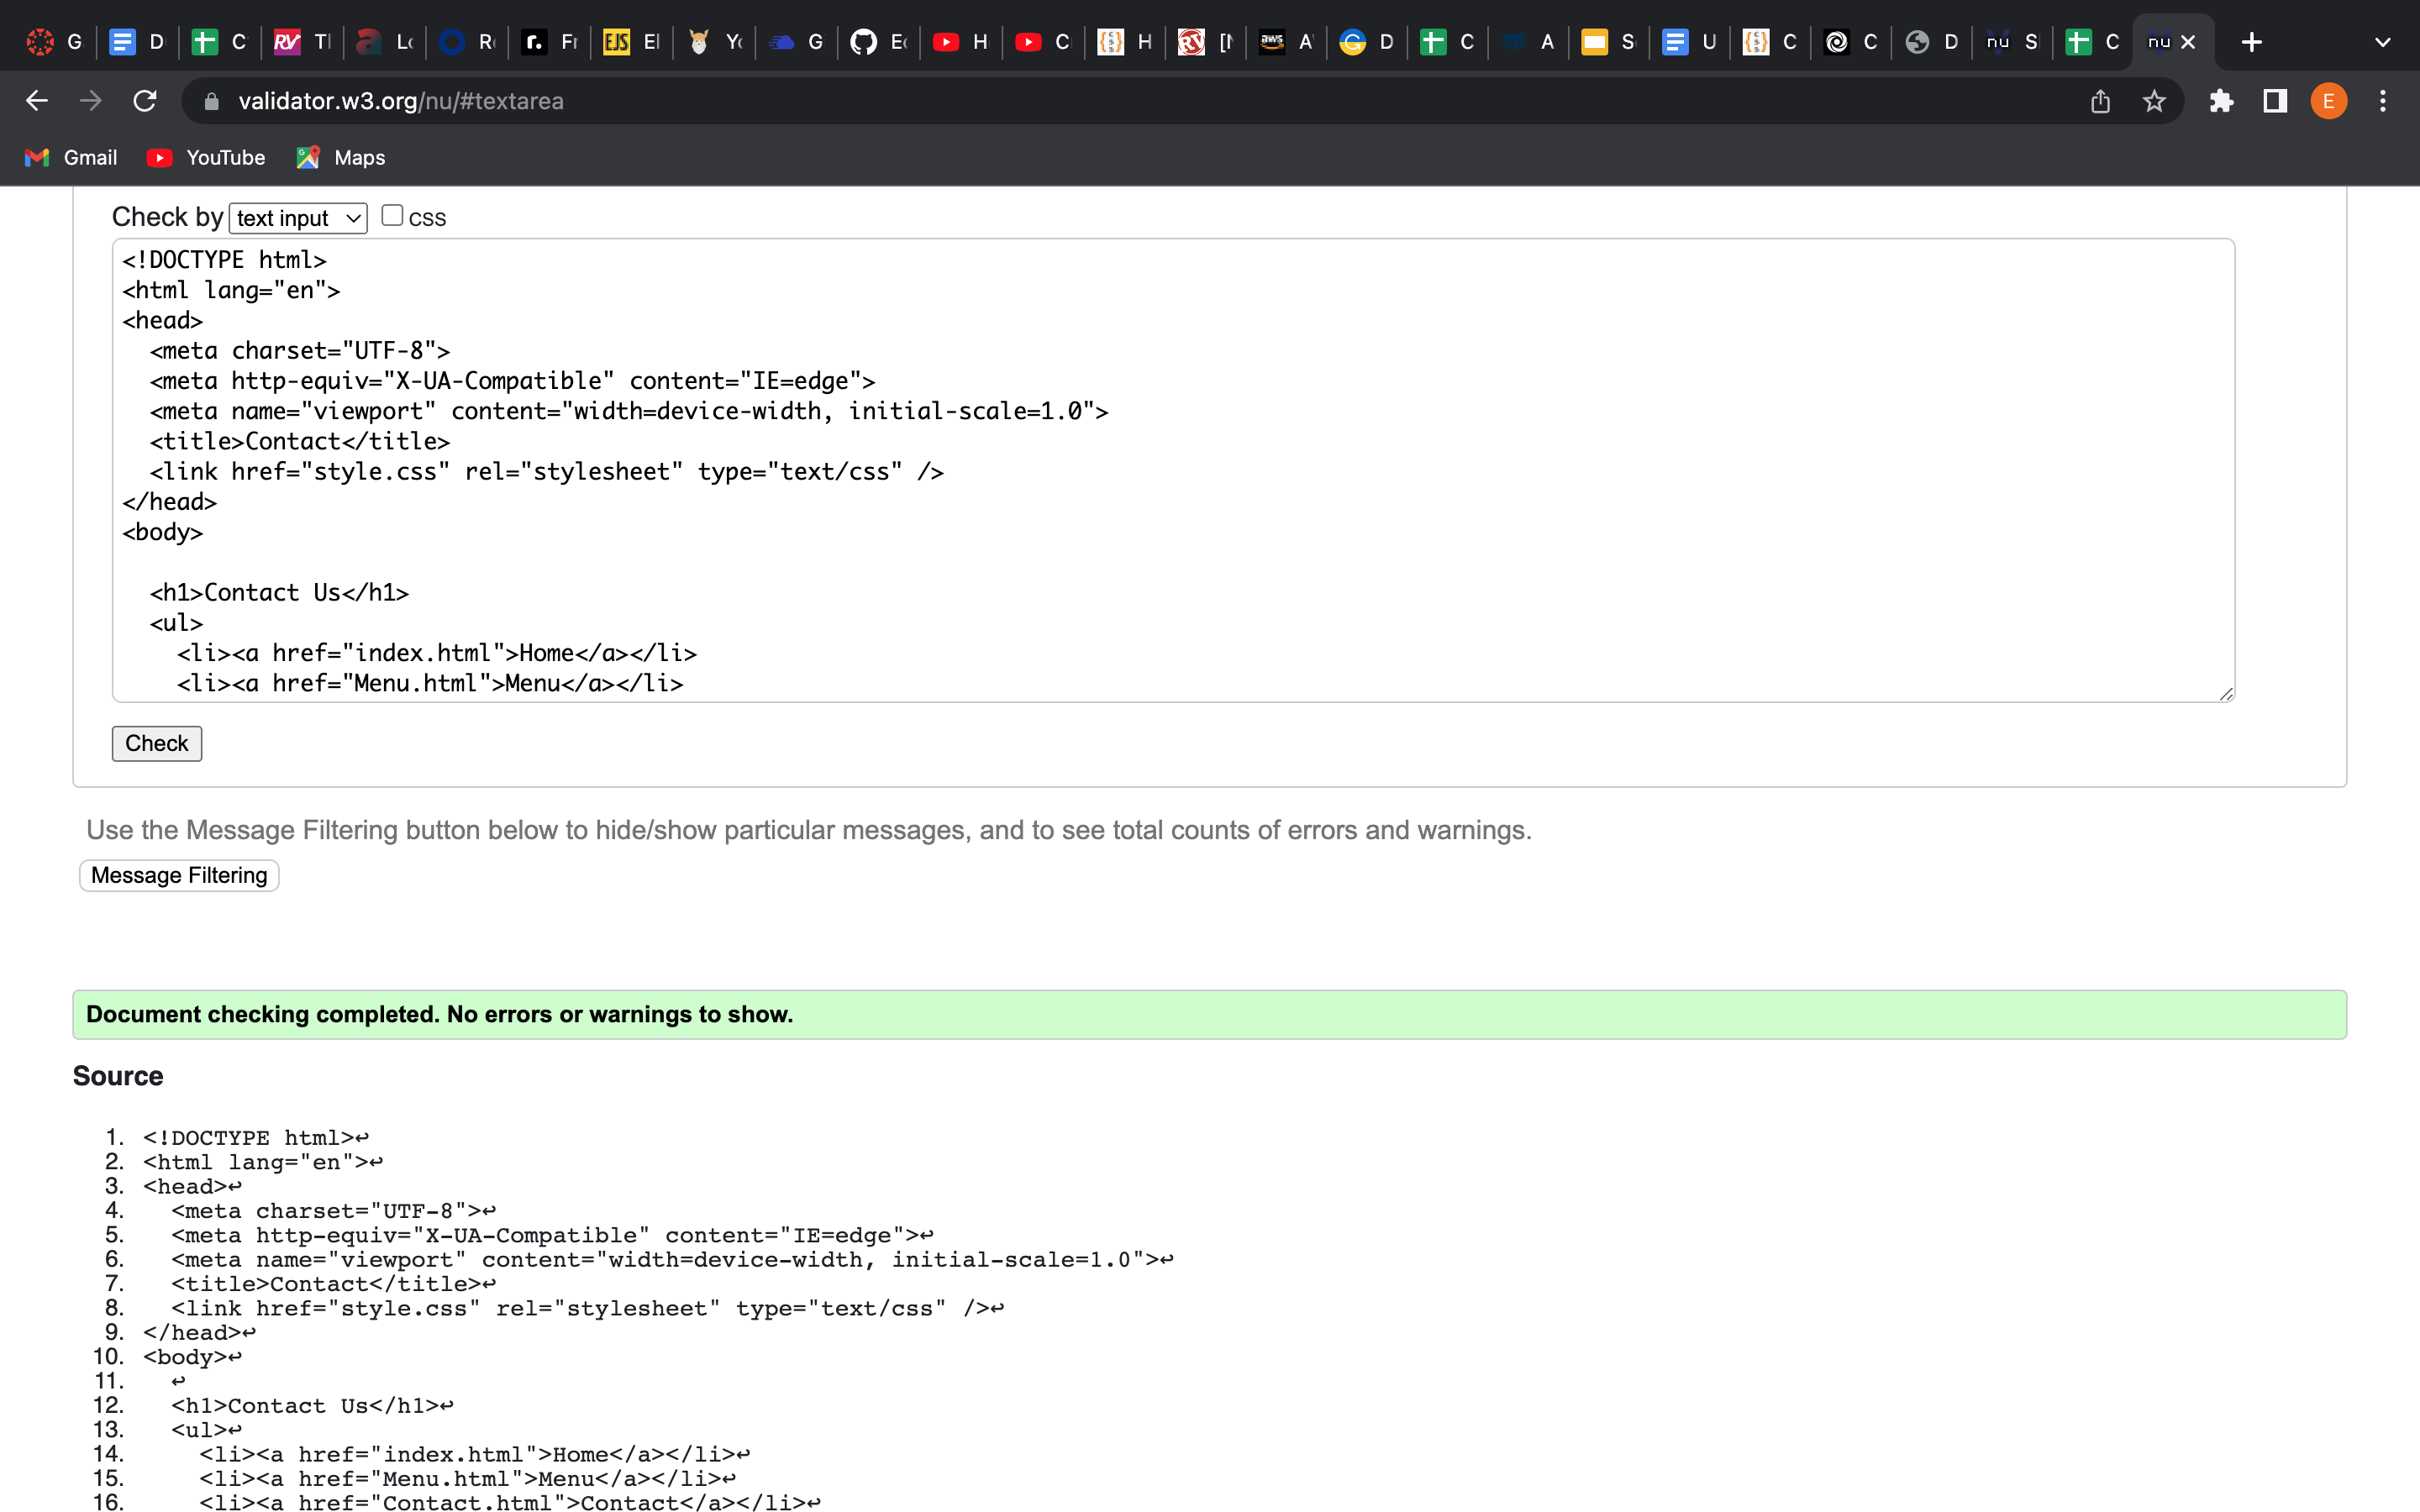 G D C RV Tl Lo R r. Fr EJS El Yo G Ec H C H [N aws A D C A S D U C C D nu S C nu
validator.w3.org/nu/#textarea
E
Gmail YouTube Maps
Check by text input CSS
<!DOCTYPE html>
<html lang="en">
<head>
  <meta charset="UTF-8">
  <meta http-equiv="X-UA-Compatible" content="IE=edge">
  <meta name="viewport" content="width=device-width, initial-scale=1.0">
  <title>Contact</title>
  <link href="style.css" rel="stylesheet" type="text/css" />
</head>
<body>
  <h1>Contact Us</h1>
  <ul>
    <li><a href="index.html">Home</a></li>
    <li><a href="Menu.html">Menu</a></li>
Check
Use the Message Filtering button below to hide/show particular messages, and to see total counts of errors and warnings.
Message Filtering
Document checking completed. No errors or warnings to show.
Source
1. <!DOCTYPE html>↩
2. <html lang="en">↩
3. <head>↩
4.   <meta charset="UTF-8">↩
5.   <meta http-equiv="X-UA-Compatible" content="IE=edge">↩
6.   <meta name="viewport" content="width=device-width, initial-scale=1.0">↩
7.   <title>Contact</title>↩
8.   <link href="style.css" rel="stylesheet" type="text/css" />↩
9. </head>↩
10. <body>↩
11.   ↩
12.   <h1>Contact Us</h1>↩
13.   <ul>↩
14.     <li><a href="index.html">Home</a></li>↩
15.     <li><a href="Menu.html">Menu</a></li>↩
16.     <li><a href="Contact.html">Contact</a></li>↩